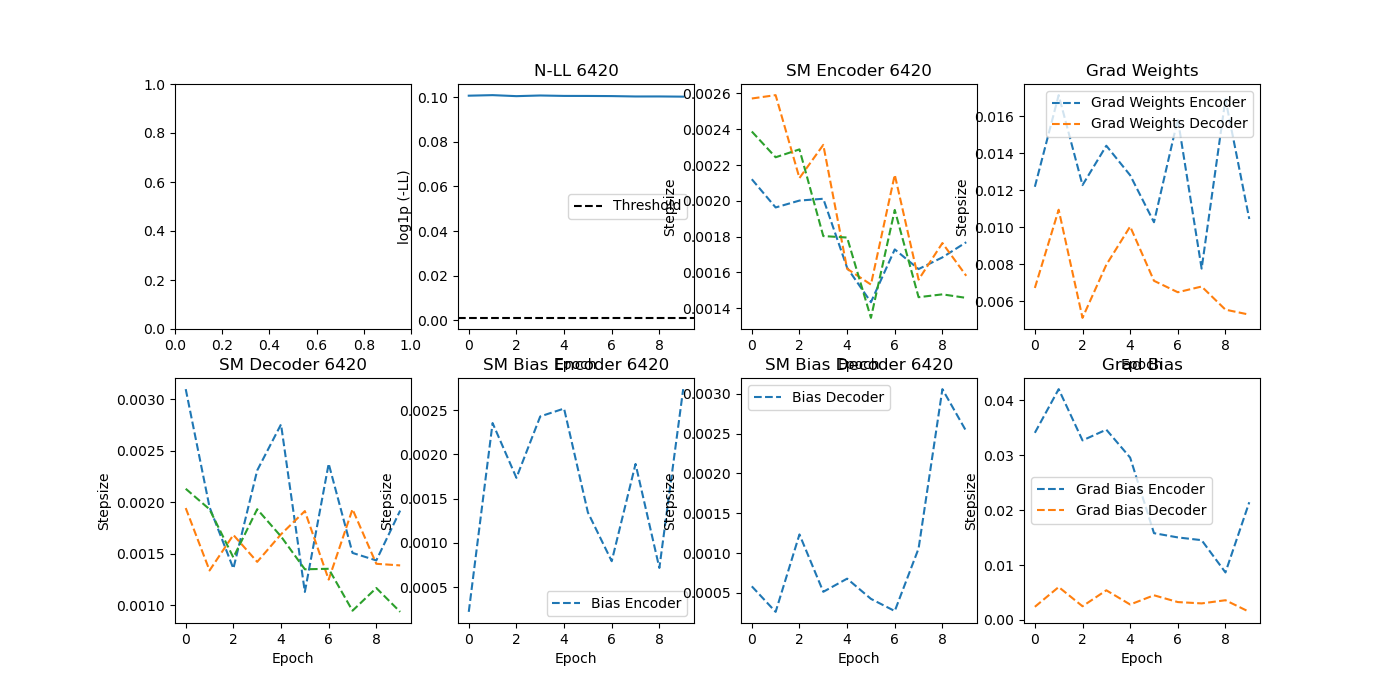 N-LL 6420
SM Encoder 6420
Grad Weights
1.0
0.8
0.6
0.4
0.2
0.0
0.0 0.2 0.4 0.6 0.8 1.0
log1p (-LL)
0.10
0.08
0.06
0.04
0.02
0.00
Threshold
0 2 4 6 8
Epoch
Stepsize
0.0026
0.0024
0.0022
0.0020
0.0018
0.0016
0.0014
0 2 4 6 8
Epoch
Stepsize
0.016
0.014
0.012
0.010
0.008
0.006
Grad Weights Encoder
Grad Weights Decoder
0 2 4 6 8
Epoch
SM Decoder 6420
SM Bias Encoder 6420
SM Bias Decoder 6420
Grad Bias
Stepsize
0.0030
0.0025
0.0020
0.0015
0.0010
0 2 4 6 8
Epoch
Stepsize
0.0025
0.0020
0.0015
0.0010
0.0005
Bias Encoder
0 2 4 6 8
Epoch
Stepsize
0.0030
0.0025
0.0020
0.0015
0.0010
0.0005
Bias Decoder
0 2 4 6 8
Epoch
Stepsize
0.04
0.03
0.02
0.01
0.00
Grad Bias Encoder
Grad Bias Decoder
0 2 4 6 8
Epoch